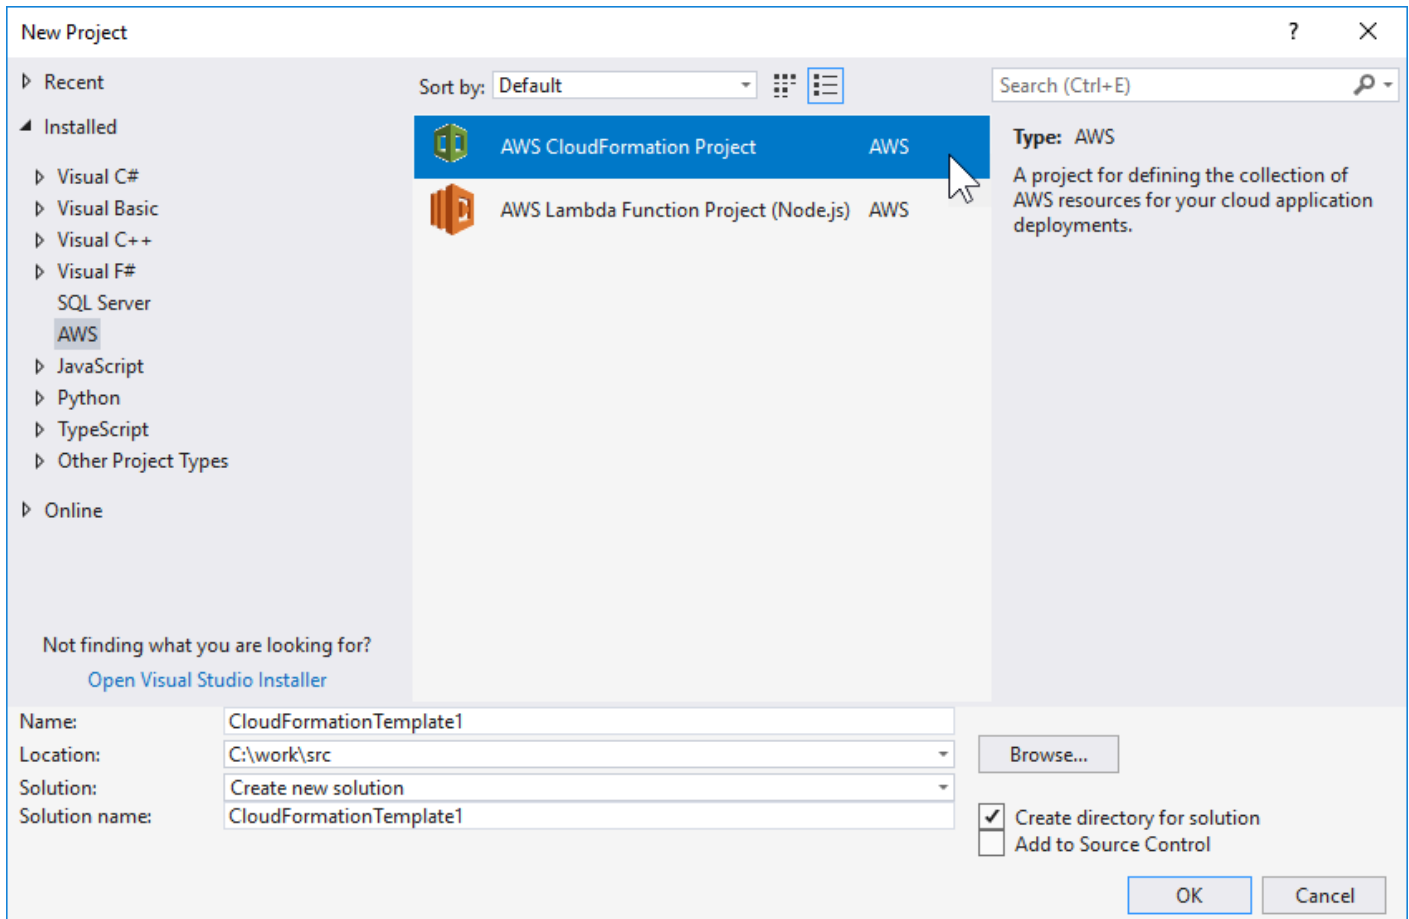 New Project
?
Recent
Installed
Visual C#
Visual Basic
Visual C++
Visual F#
SQL Server
AWS
JavaScript
Python
TypeScript
Other Project Types
Online
Not finding what you are looking for?
Open Visual Studio Installer
Sort by: Default
AWS CloudFormation Project AWS
AWS Lambda Function Project (Node.js) AWS
Search (Ctrl+E)
Type: AWS
A project for defining the collection of
AWS resources for your cloud application
deployments.
Name: CloudFormationTemplate1
Location: C:\work\src
Browse...
Solution: Create new solution
Solution name: CloudFormationTemplate1
Create directory for solution
Add to Source Control
OK Cancel